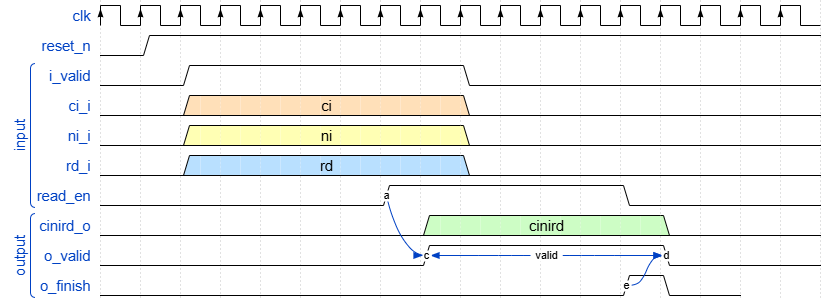 clk
reset_n
input
i_valid
ci_i ci
ni_i ni
rd_i rd
read_en a
output
cinird_o cinird
o_valid c valid d
o_finish e